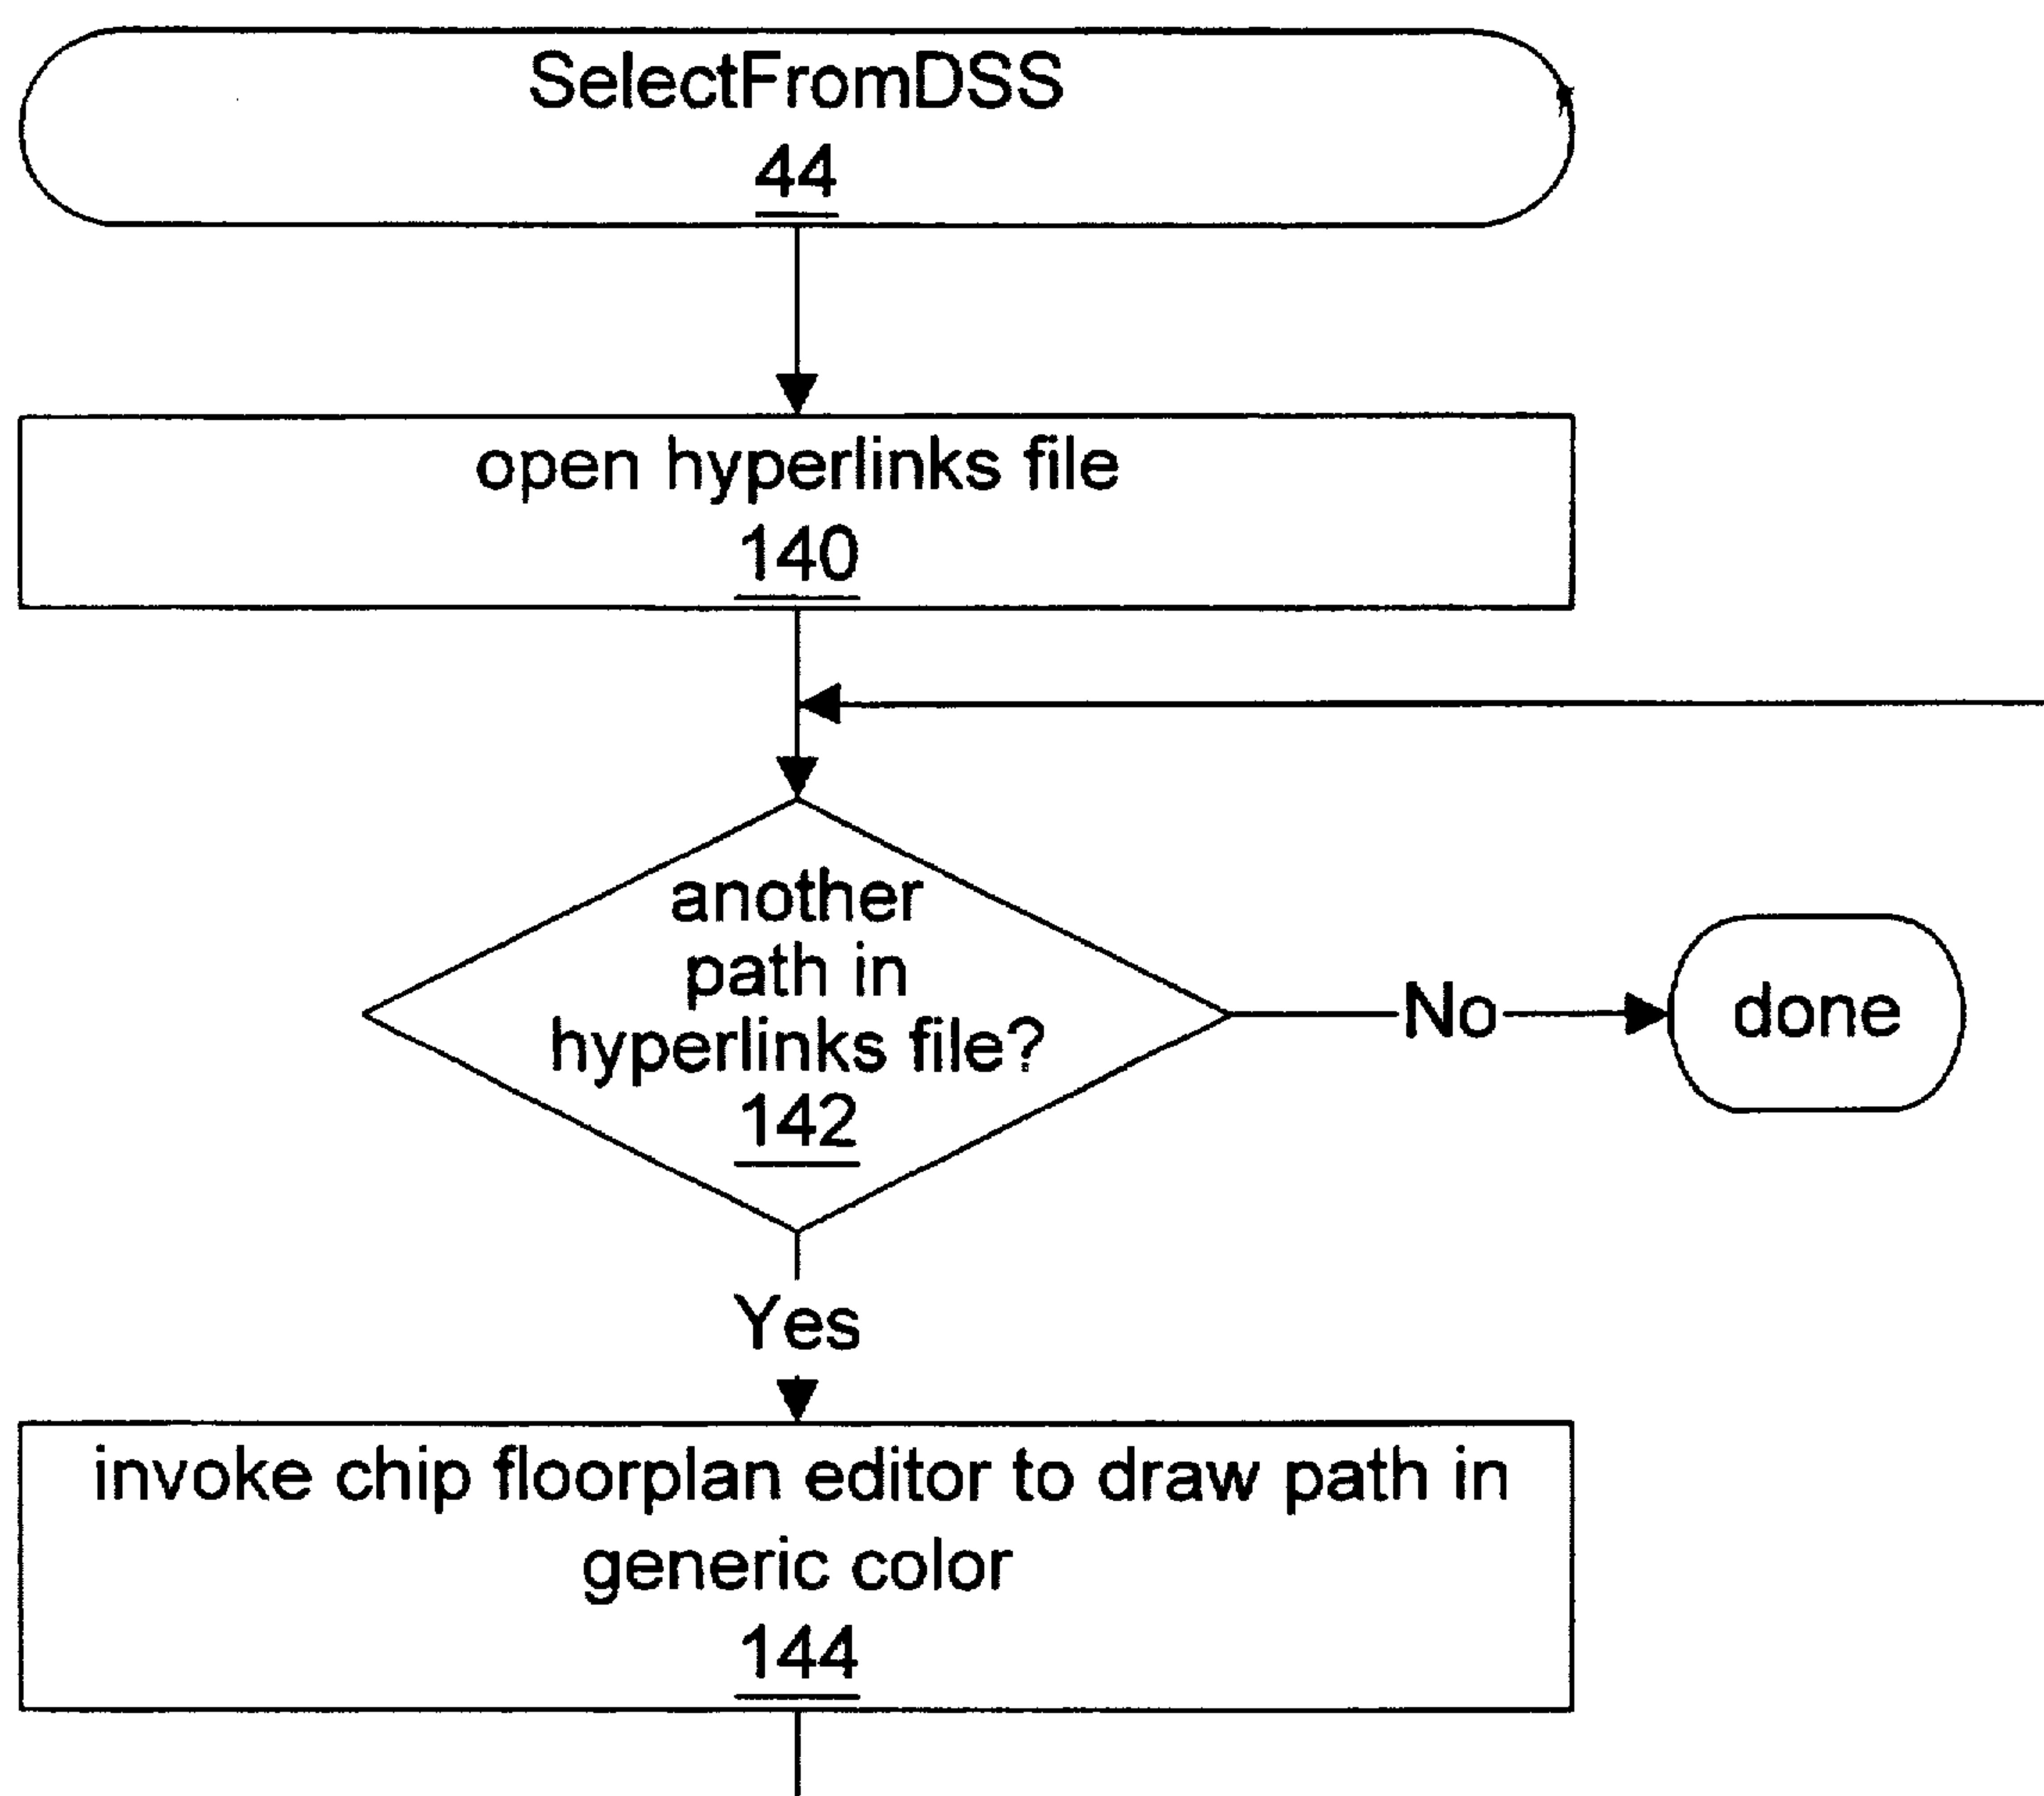 SelectFromDSS
44
open hyperlinks file
140
another
path in
hyperlinks file?
142
No
done
Yes
invoke chip floorplan editor to draw path in
generic color
144